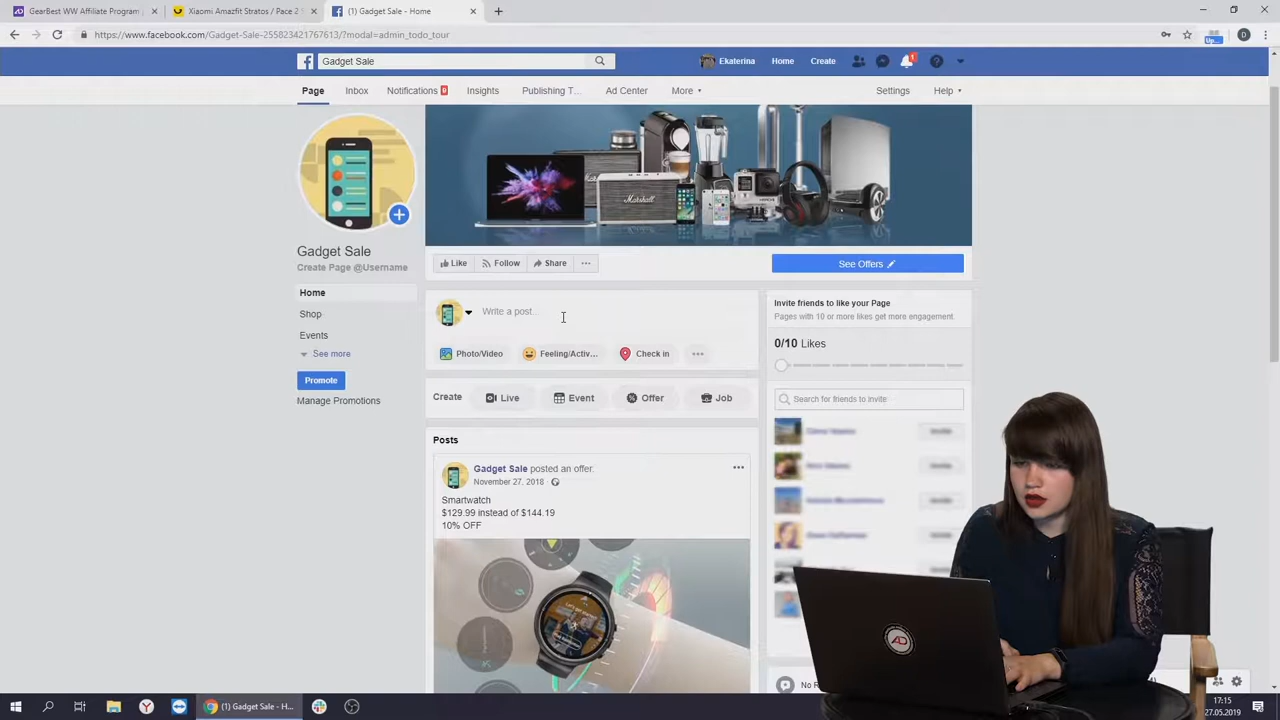 GearBest WW Affiliate Program
Xiaomi Amazfit Stratos / Pace 2 S
(1) Gadget Sale - Home
https://www.facebook.com/Gadget-Sale-255823421767613/?modal=admin_todo_tour
Up...
D
Gadget Sale
Ekaterina
Home
Create
1
Page
Inbox
Notifications 9
Insights
Publishing T...
Ad Center
More
Settings
Help
Marshall
Gadget Sale
Create Page @Username
Like
Follow
Share
See Offers
Home
Shop
Events
See more
Promote
Manage Promotions
Write a post...
Photo/Video
Feeling/Activ...
Check in
Create
Live
Event
Offer
Job
Invite friends to like your Page
Pages with 10 or more likes get more engagement.
0/10 Likes
Search for friends to invite
Posts
Gadget Sale posted an offer.
November 27, 2018
Smartwatch
$129.99 instead of $144.19
10% OFF
AD
(1) Gadget Sale - H...
17:15
27.05.2019